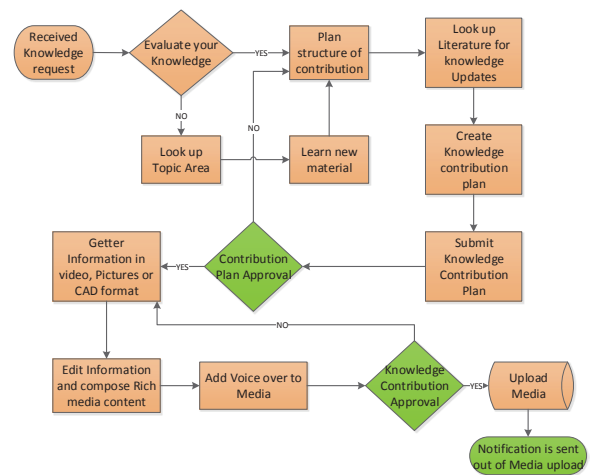 Received
Knowledge
request
Evaluate your
Knowledge
YES
Plan
structure of
contribution
Look up
Literature for
knowledge
Updates
NO
Look up
Topic Area
Learn new
material
NO
Create
Knowledge
contribution
plan
Getter
Information in
video, Pictures or
CAD format
YES
Contribution
Plan Approval
Submit
Knowledge
Contribution
Plan
NO
Edit Information
and compose Rich
media content
Add Voice over to
Media
Knowledge
Contribution
Approval
YES
Upload
Media
Notification is sent
out of Media upload